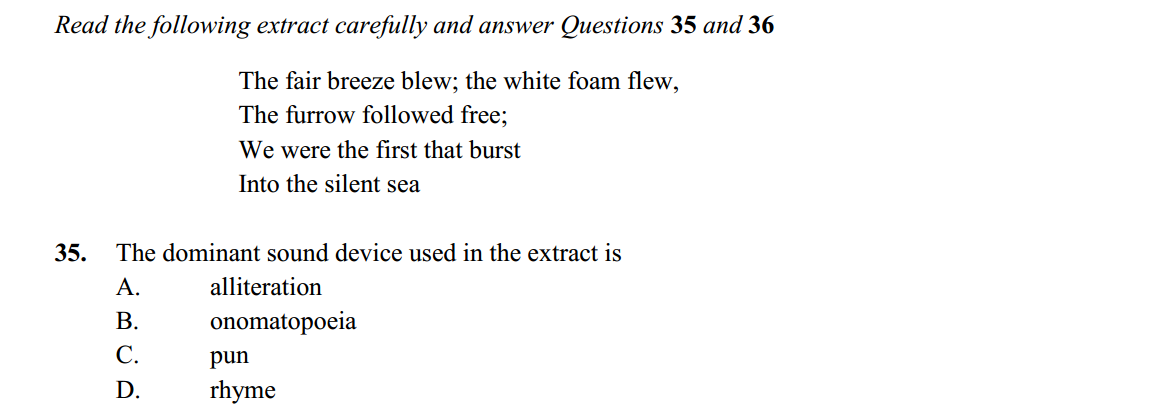 Read the following extract carefully and answer Questions 35 and 36
The fair breeze blew; the white foam flew,
The furrow followed free;
We were the first that burst
Into the silent sea
35. The dominant sound device used in the extract is
A. alliteration
B. onomatopoeia
C. pun
D. rhyme